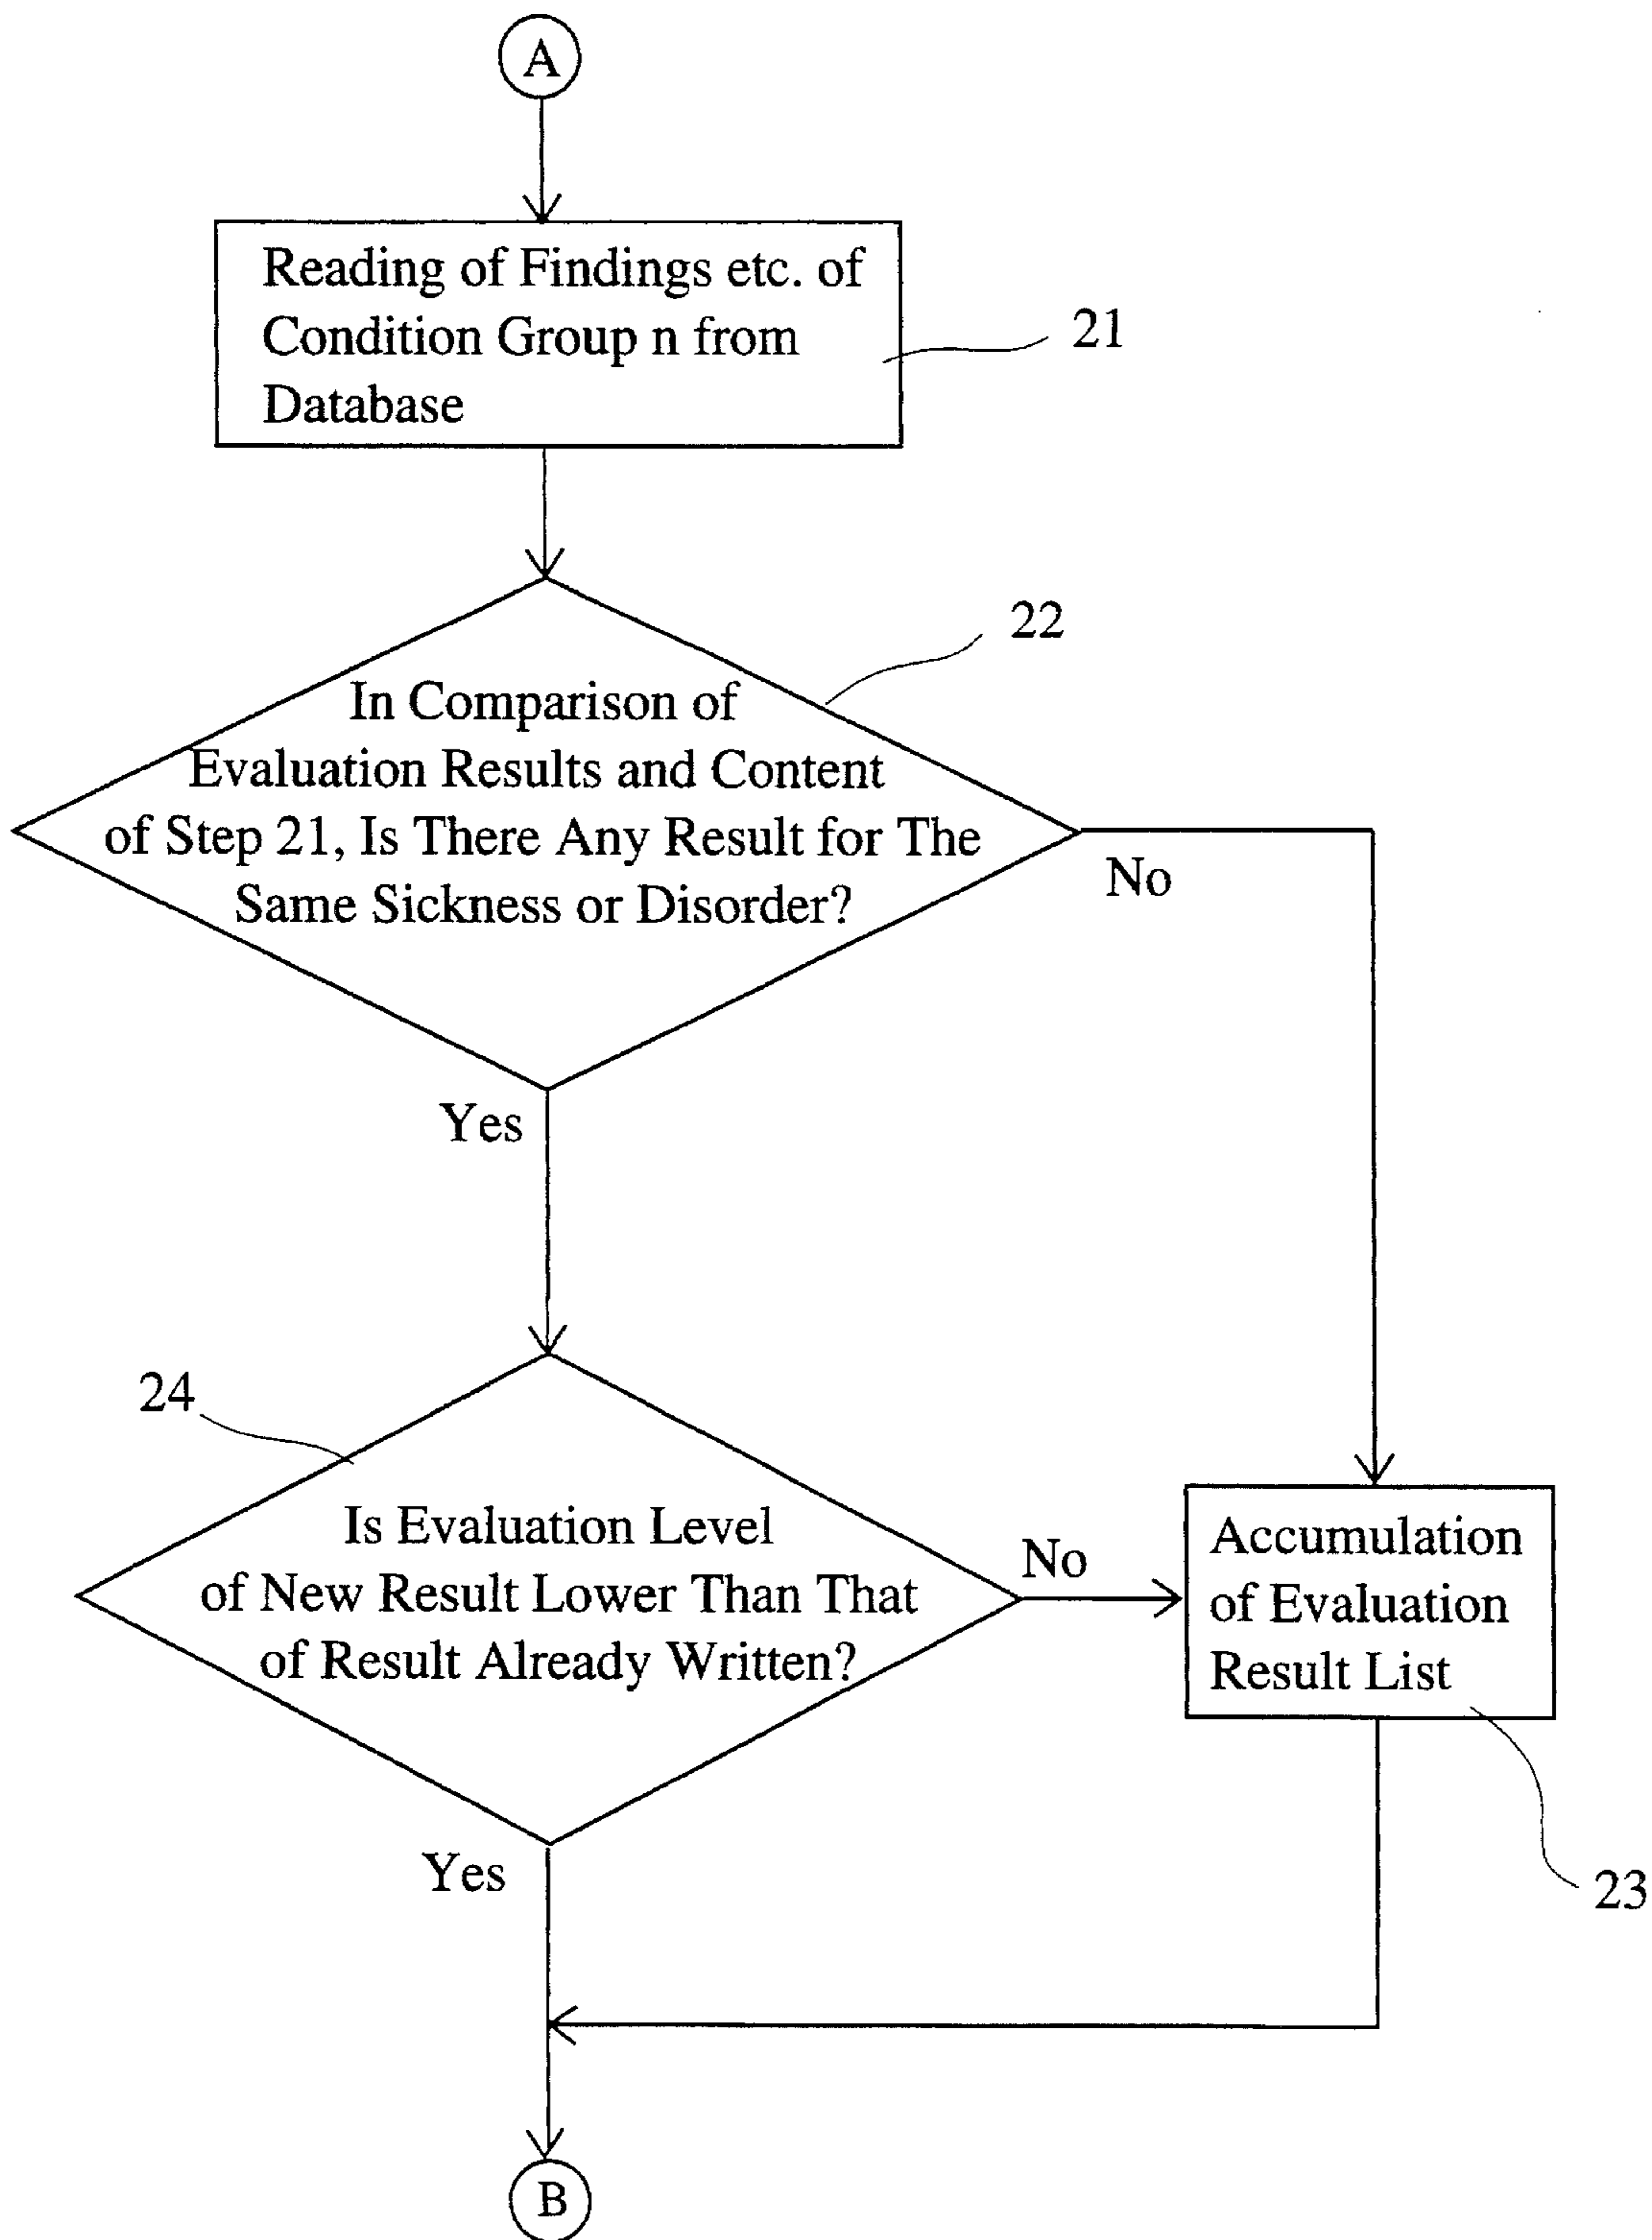 A
Reading of Findings etc. of
Condition Group n from
Database
21
22
In Comparison of
Evaluation Results and Content
of Step 21, Is There Any Result for The
Same Sickness or Disorder?
No
Yes
24
Is Evaluation Level
of New Result Lower Than That
of Result Already Written?
No
Accumulation
of Evaluation
Result List
Yes
23
B